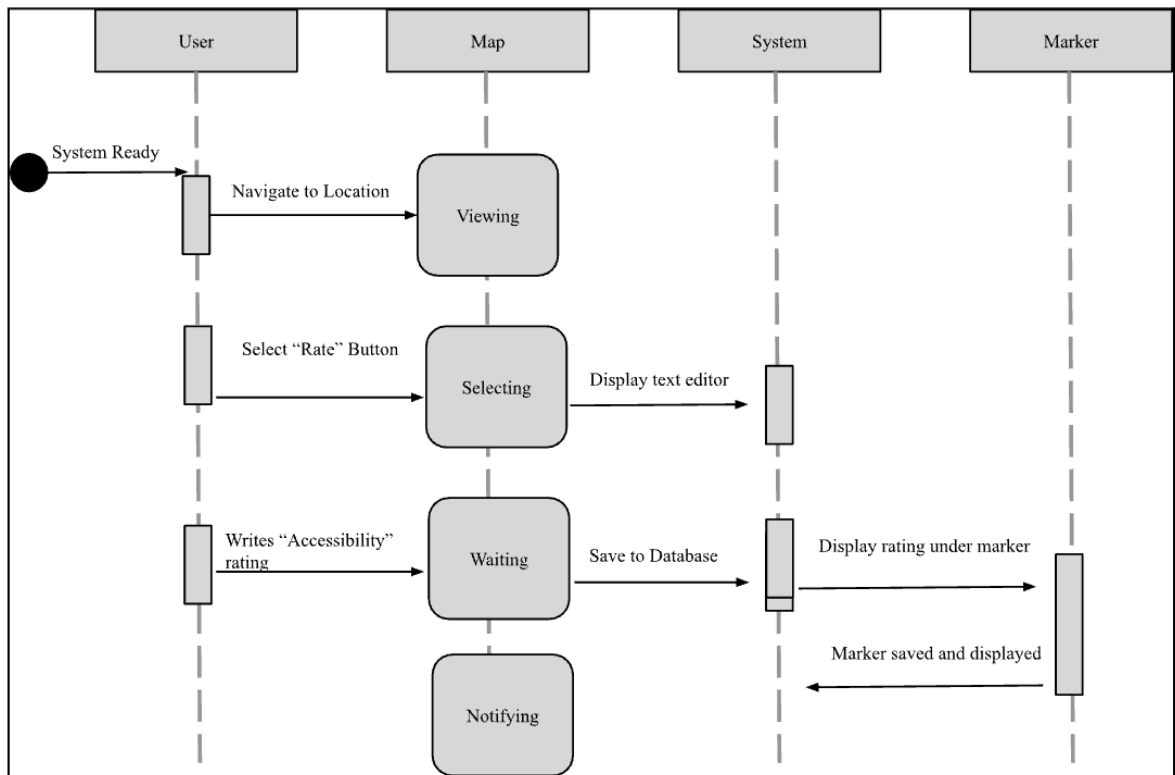 User
Map
System
Marker
System Ready
Navigate to Location
Viewing
Select “Rate” Button
Selecting
Display text editor
Writes “Accessibility”
rating
Waiting
Save to Database
Display rating under marker
Marker saved and displayed
Notifying